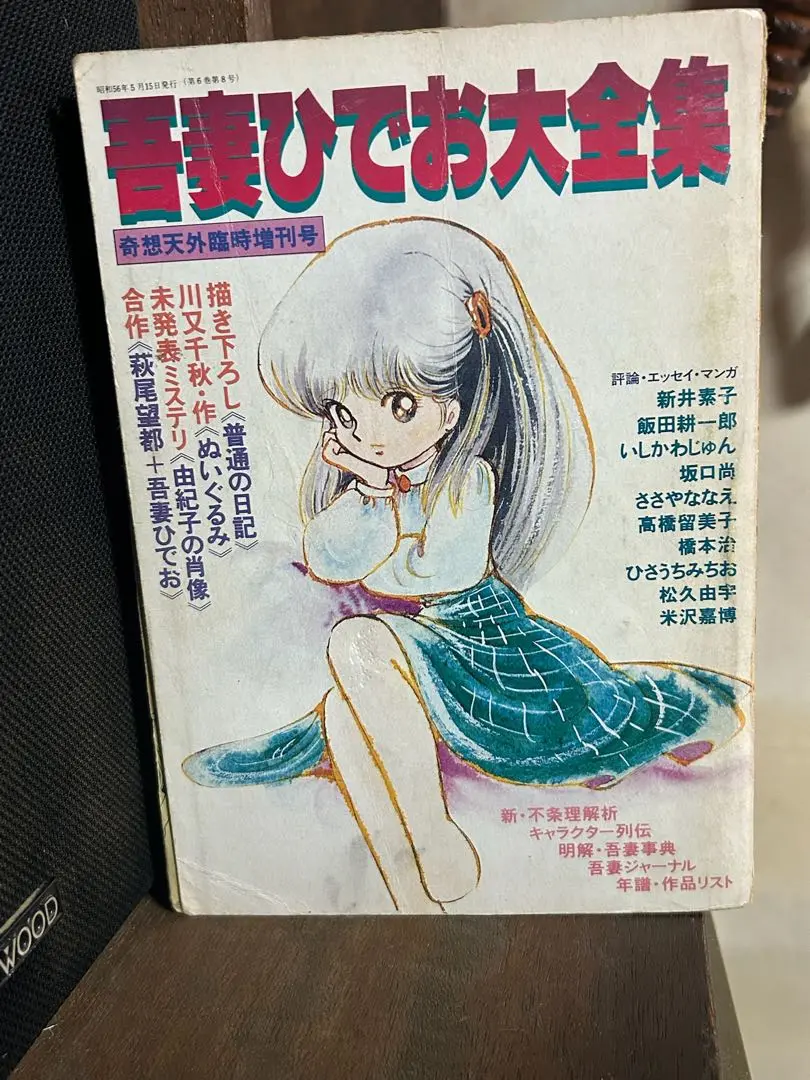 昭和56年5月15日発行(第6巻第8号)
吾妻ひでお大全集
奇想天外臨時増刊号
描き下ろし《普通の日記》
川又千秋・作《ぬいぐるみ》
未発表ミステリ《由紀子の肖像》
合作《萩尾望都+吾妻ひでお》
評論・エッセイ・マンガ
新井素子
飯田耕一郎
いしかわじゅん
坂口尚
ささやななえ
高橋留美子
橋本治
ひさうちみちお
松久由宇
米沢嘉博
新・不条理解析
キャラクター列伝
明解・吾妻事典
吾妻ジャーナル
年譜・作品リスト
WOOD